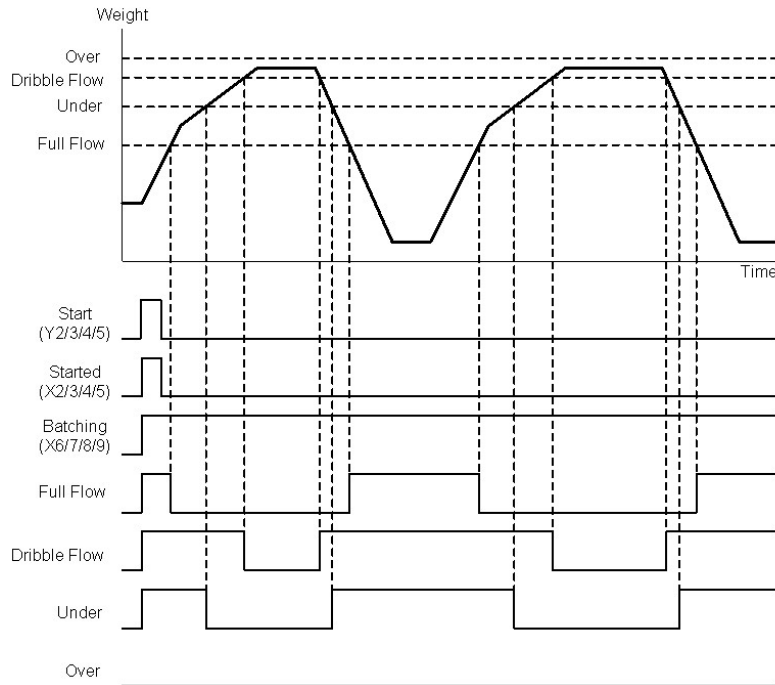 Weight
Over
Dribble Flow
Under
Full Flow
Time
Start
(Y2/3/4/5)
Started
(X2/3/4/5)
Batching
(X6/7/8/9)
Full Flow
Dribble Flow
Under
Over